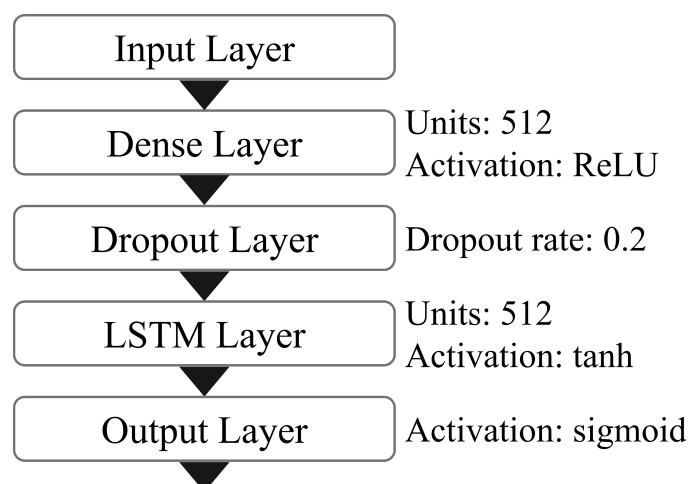 Input Layer
Dense Layer
Units: 512
Activation: ReLU
Dropout Layer
Dropout rate: 0.2
LSTM Layer
Units: 512
Activation: tanh
Output Layer
Activation: sigmoid